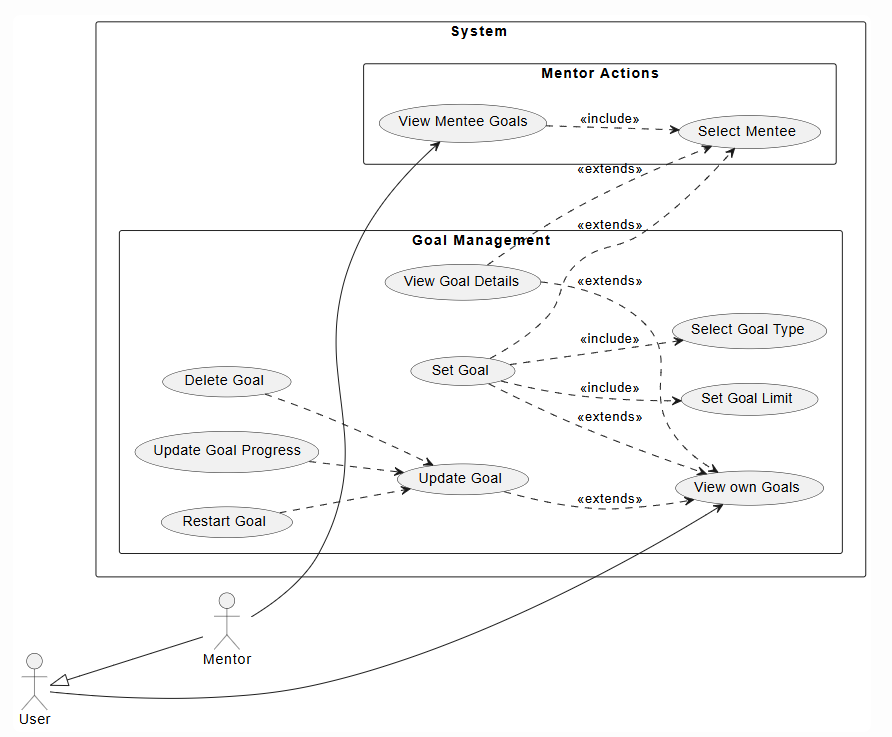 System
Mentor Actions
View Mentee Goals
«include»
Select Mentee
«extends»
«extends»
Goal Management
View Goal Details
«extends»
Select Goal Type
«include»
Set Goal
Delete Goal
«include»
Set Goal Limit
«extends»
Update Goal Progress
Update Goal
View own Goals
«extends»
Restart Goal
Mentor
User